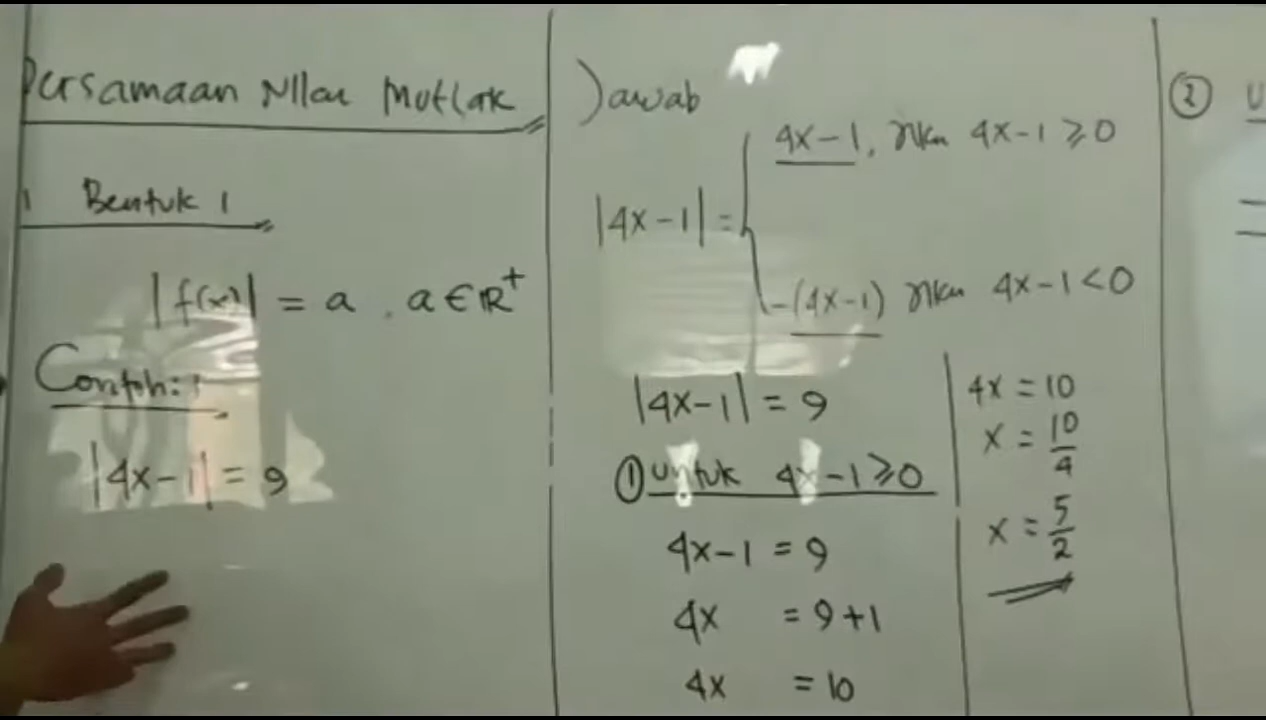 Persamaan Nilai Mutlak
1 Bentuk 1
|f(x)| = a , a ∈ R⁺
Contoh:
|4x-1| = 9
Jawab
4x-1, jika 4x-1 ≥ 0
|4x-1| =
-(4x-1) jika 4x-1 < 0
|4x-1| = 9
① untuk 4x-1 ≥ 0
4x-1 = 9
4x = 9+1
4x = 10
4x = 10
x = 10/4
x = 5/2
②